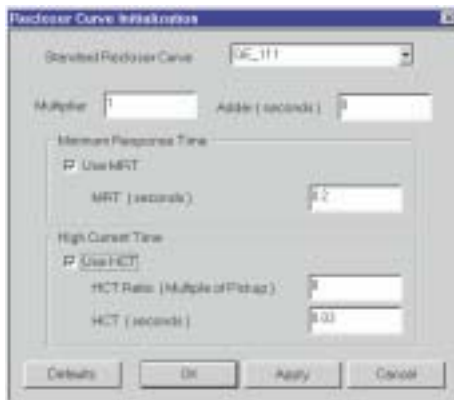 Recloser Curve Initialization
Standard Recloser Curve
Multiplier 1 Adder (seconds)
Minimum Response Time
Use MRT
MRT (seconds) 0.2
High Current Time
Use HCT
HCT Ratio (Multiple of Pickup)
HCT (seconds)
Defaults OK Apply Cancel